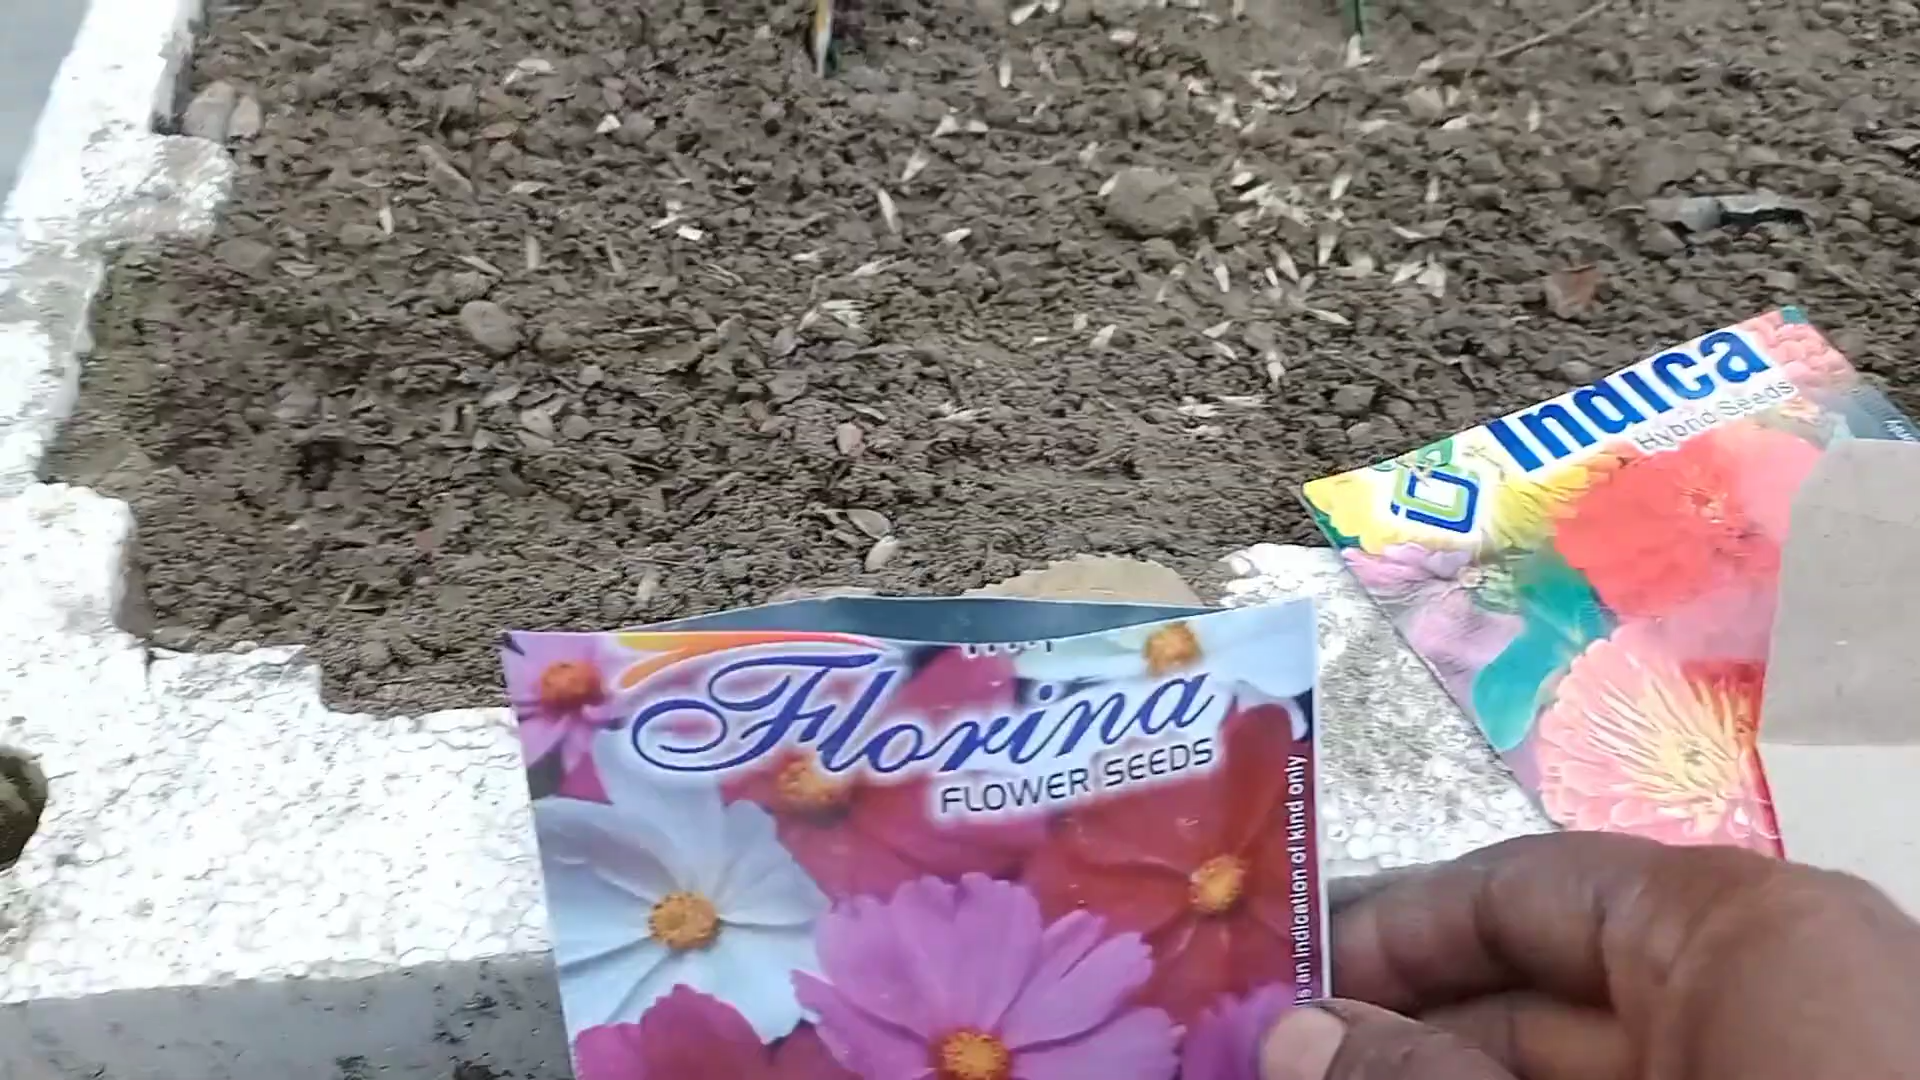 Indica
Hybrid Seeds
Florina
FLOWER SEEDS
is an indication of kind only